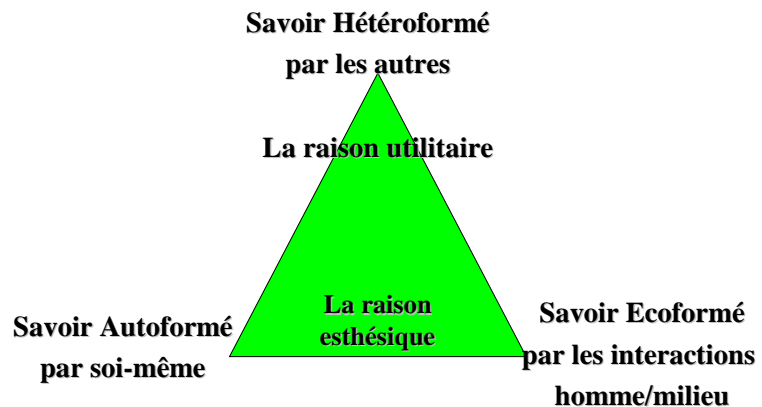 Savoir Hétéroformé
par les autres
La raison utilitaire
La raison
esthésique
Savoir Autoformé
par soi-même
Savoir Ecoformé
par les interactions
homme/milieu